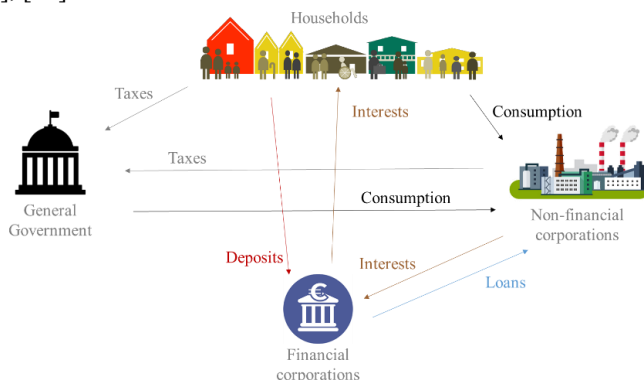 Households
Taxes
Interests
Consumption
Taxes
Consumption
General
Government
Non-financial
corporations
Deposits
Interests
Loans
€
Financial
corporations